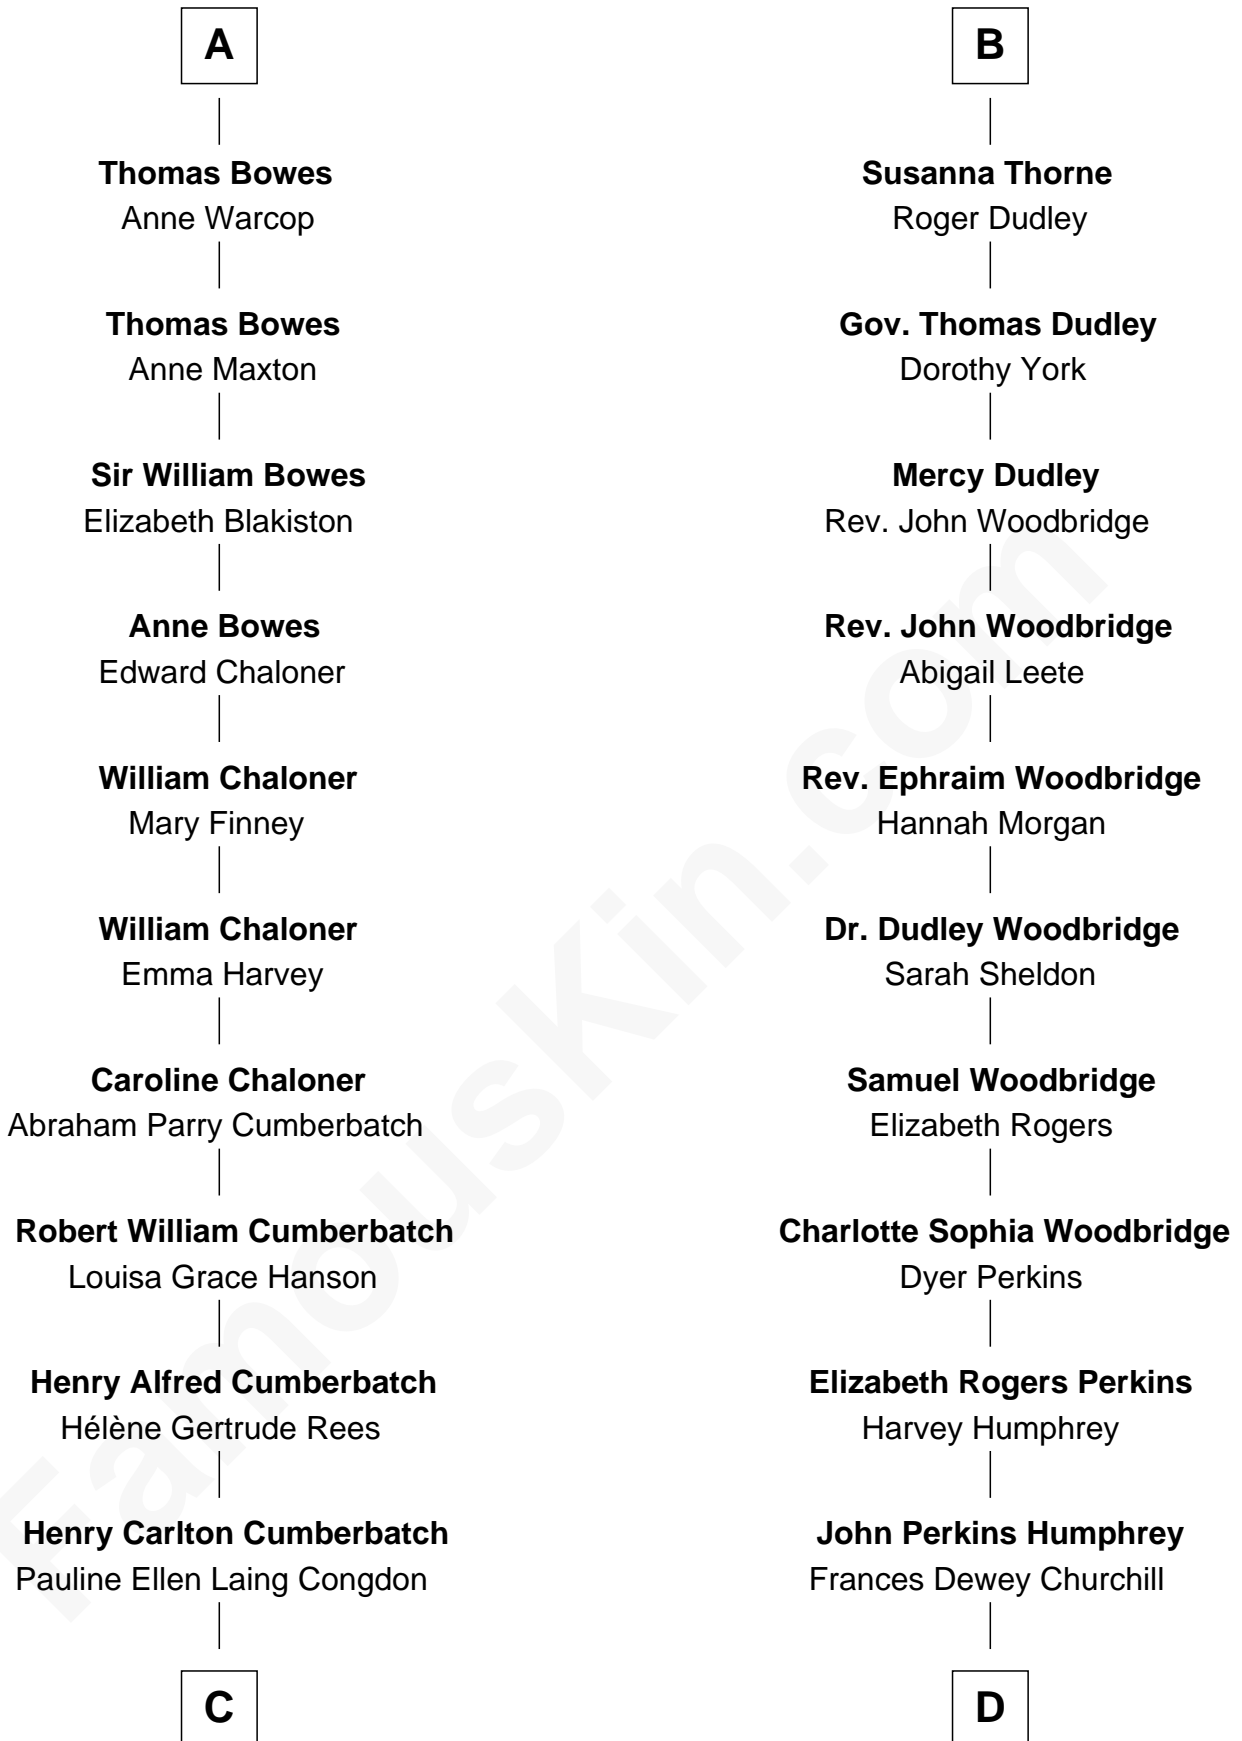 A
Thomas Bowes
Anne Warcop
Thomas Bowes
Anne Maxton
Sir William Bowes
Elizabeth Blakiston
Anne Bowes
Edward Chaloner
William Chaloner
Mary Finney
William Chaloner
Emma Harvey
Caroline Chaloner
Abraham Parry Cumberbatch
Robert William Cumberbatch
Louisa Grace Hanson
Henry Alfred Cumberbatch
Hélène Gertrude Rees
Henry Carlton Cumberbatch
Pauline Ellen Laing Congdon
C
B
Susanna Thorne
Roger Dudley
Gov. Thomas Dudley
Dorothy York
Mercy Dudley
Rev. John Woodbridge
Rev. John Woodbridge
Abigail Leete
Rev. Ephraim Woodbridge
Hannah Morgan
Dr. Dudley Woodbridge
Sarah Sheldon
Samuel Woodbridge
Elizabeth Rogers
Charlotte Sophia Woodbridge
Dyer Perkins
Elizabeth Rogers Perkins
Harvey Humphrey
John Perkins Humphrey
Frances Dewey Churchill
D
FamousKin.com